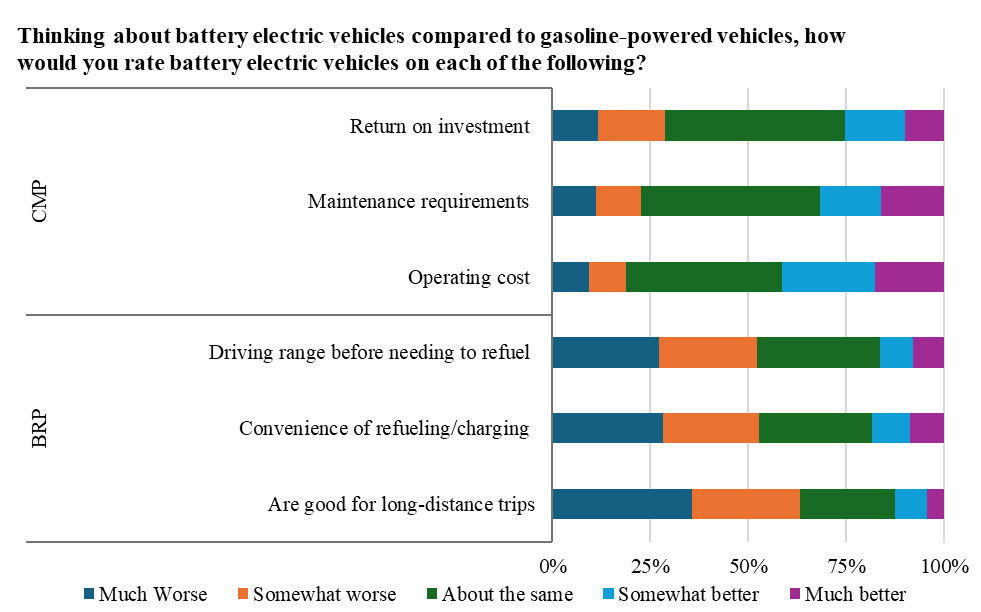 Thinking about battery electric vehicles compared to gasoline-powered vehicles, how
would you rate battery electric vehicles on each of the following?
CMP
Return on investment
Maintenance requirements
Operating cost
BRP
Driving range before needing to refuel
Convenience of refueling/charging
Are good for long-distance trips
0% 25% 50% 75% 100%
Much Worse Somewhat worse About the same Somewhat better Much better